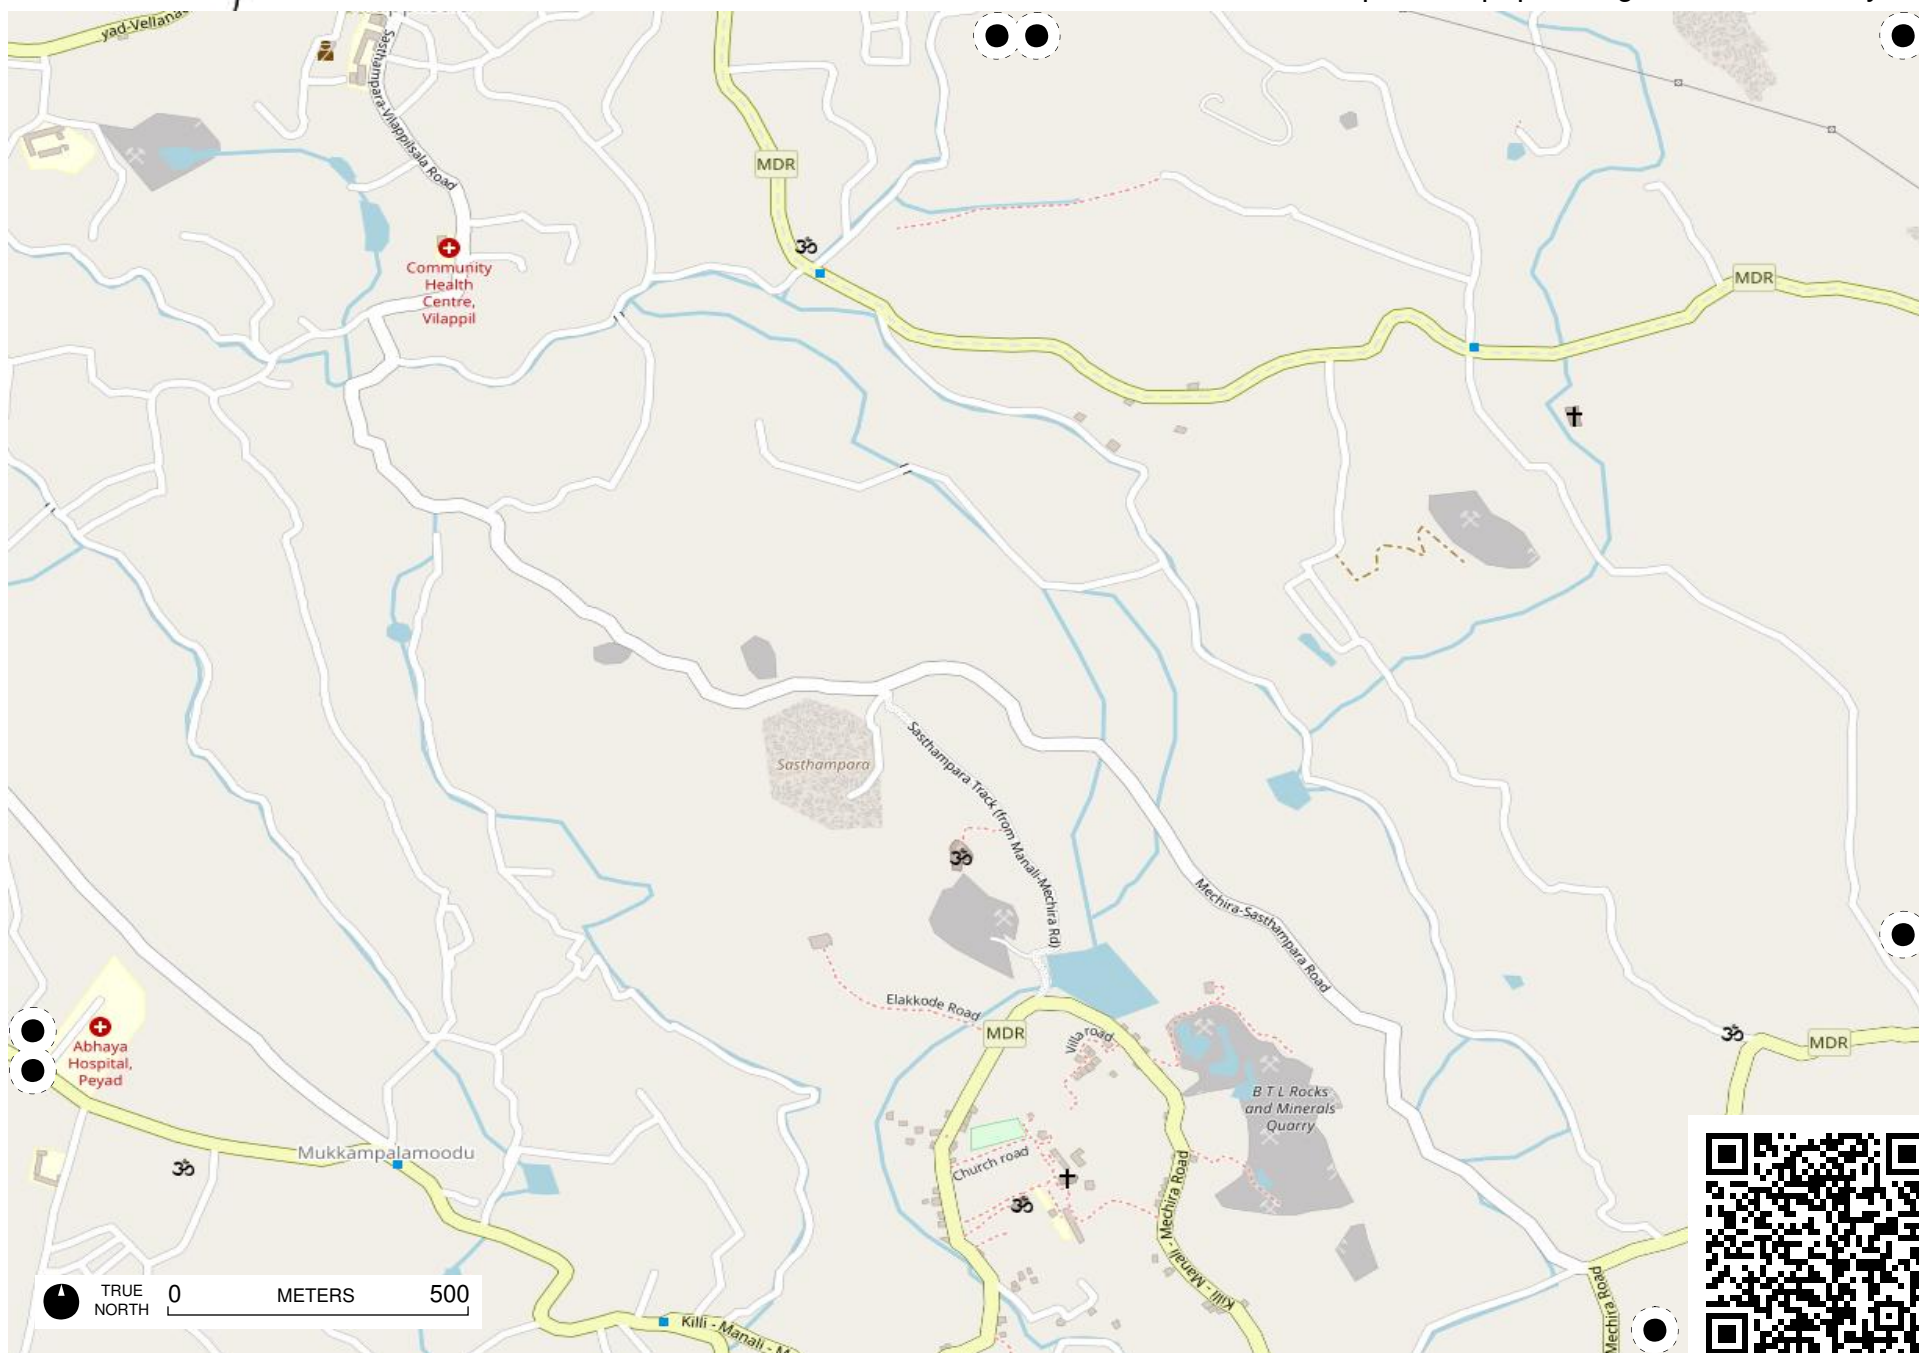 yad-Vellana
Sasthampara-Vilappilsala Road
MDR
Community
Health
Centre,
Vilappil
MDR
Sasthampara
Sasthampara Track (from Manali-Mechira Rd)
Mechira-Sasthampara Road
Elakkode Road
MDR
Villa road
MDR
Abhaya
Hospital,
Peyad
B T L Rocks
and Minerals
Quarry
Mukkampalamoodu
Church road
Killi - Manali - Mechira Road
TRUE
NORTH
0 METERS 500
Killi - Manali - M
Mechira Road